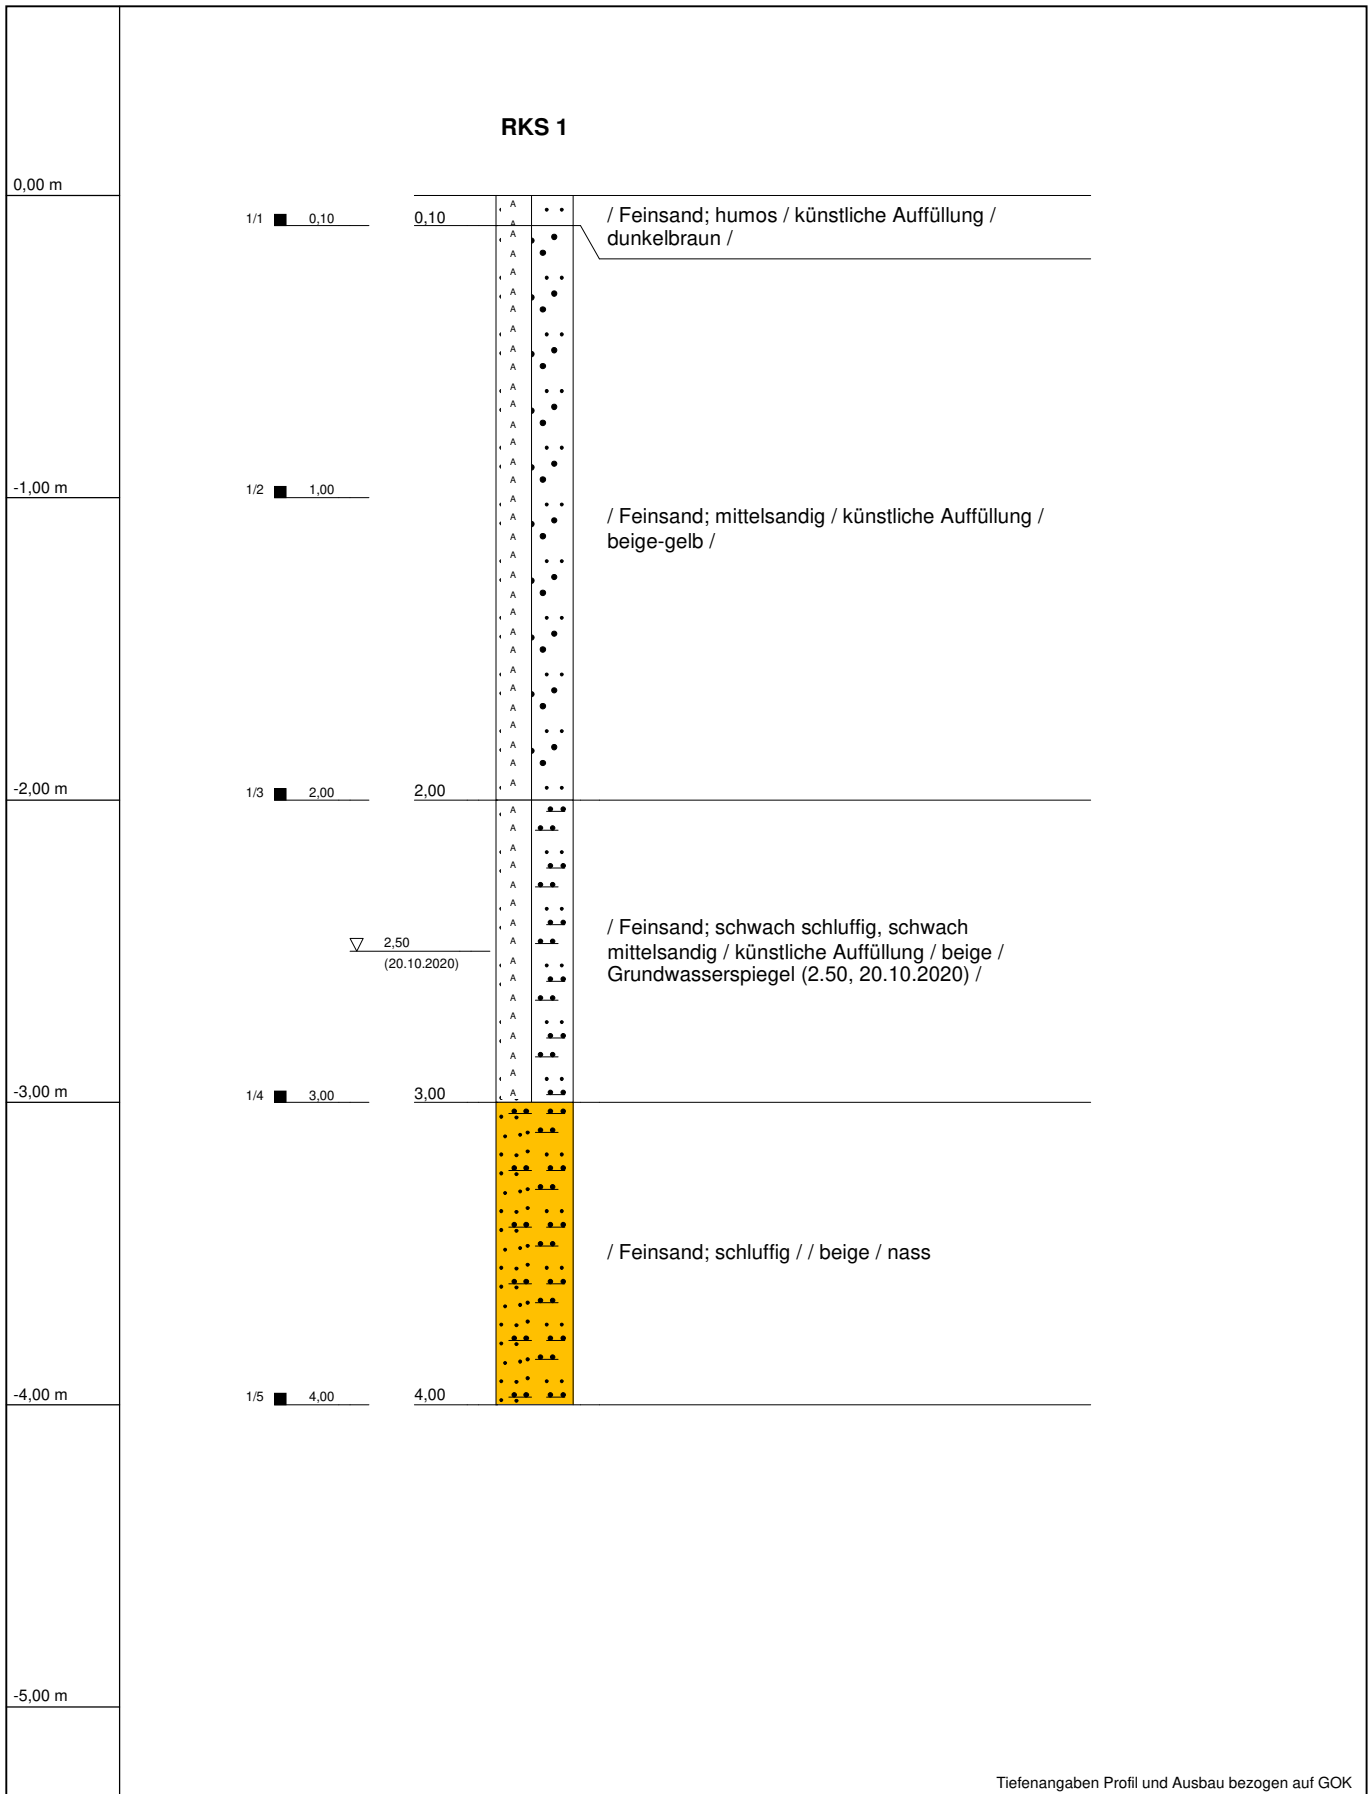 RKS 1
0,00 m
1/1 0,10 0,10
/ Feinsand; humos / künstliche Auffüllung /
dunkelbraun /
-1,00 m
1/2 1,00
/ Feinsand; mittelsandig / künstliche Auffüllung /
beige-gelb /
-2,00 m
1/3 2,00 2,00
2,50
(20.10.2020)
/ Feinsand; schwach schluffig, schwach
mittelsandig / künstliche Auffüllung / beige /
Grundwasserspiegel (2.50, 20.10.2020) /
-3,00 m
1/4 3,00 3,00
/ Feinsand; schluffig / / beige / nass
-4,00 m
1/5 4,00 4,00
-5,00 m
Tiefenangaben Profil und Ausbau bezogen auf GOK